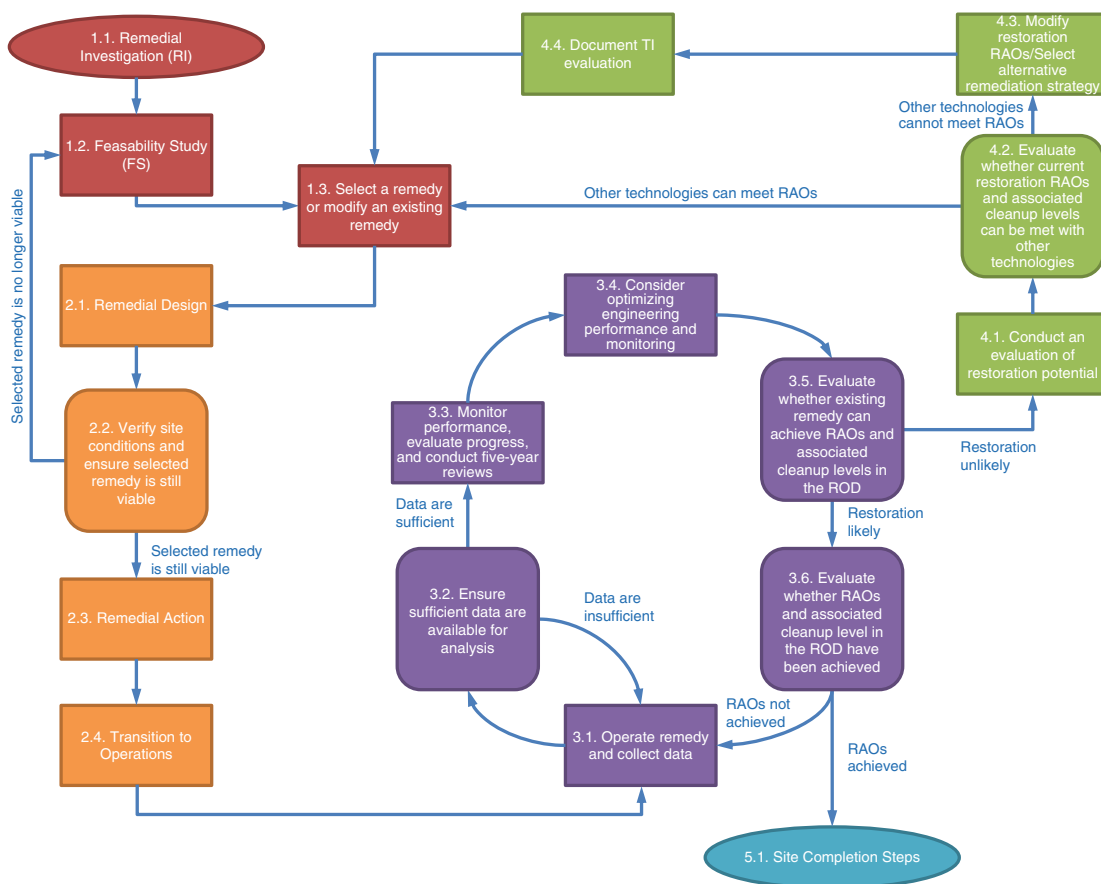 1.1. Remedial
Investigation (RI)
4.4. Document TI
evaluation
4.3. Modify
restoration
RAOs/Select
alternative
remediation strategy
Other technologies
cannot meet RAOs
1.2. Feasability Study
(FS)
1.3. Select a remedy
or modify an existing
remedy
Other technologies can meet RAOs
4.2. Evaluate
whether current
restoration RAOs
and associated
cleanup levels
can be met with
other
technologies
Selected remedy is no longer viable
2.1. Remedial Design
3.4. Consider
optimizing
engineering
performance and
monitoring
4.1. Conduct an
evaluation of
restoration potential
2.2. Verify site
conditions and
ensure selected
remedy is still
viable
3.3. Monitor
performance,
evaluate progress,
and conduct five-year
reviews
3.5. Evaluate
whether existing
remedy can
achieve RAOs and
associated
cleanup levels in
the ROD
Restoration
unlikely
Data are
sufficient
Restoration
likely
Selected remedy
is still viable
2.3. Remedial Action
3.2. Ensure
sufficient data are
available for
analysis
Data are
insufficient
3.6. Evaluate
whether RAOs
and associated
cleanup level in
the ROD have
been achieved
2.4. Transition to
Operations
3.1. Operate remedy
and collect data
RAOs not
achieved
RAOs
achieved
5.1. Site Completion Steps